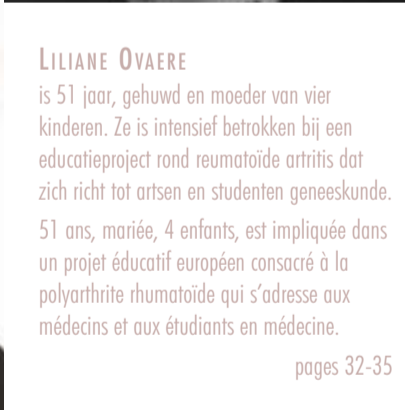 LILIANE OVAERE
is 51 jaar, gehuwd en moeder van vier
kinderen. Ze is intensief betrokken bij een
educatieproject rond reumatoïde artritis dat
zich richt tot artsen en studenten geneeskunde.
51 ans, mariée, 4 enfants, est impliquée dans
un projet éducatif européen consacré à la
polyarthrite rhumatoïde qui s’adresse aux
médecins et aux étudiants en médecine.
pages 32-35